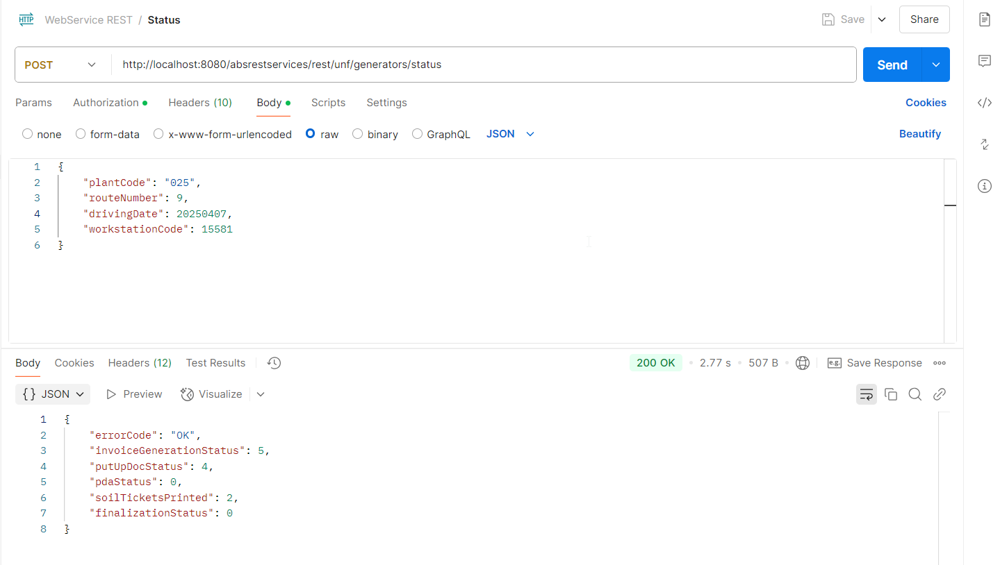 HTTP WebService REST / Status Save Share
POST http://localhost:8080/absrestservices/rest/unf/generators/status Send
Params Authorization Headers (10) Body Scripts Settings Cookies
none form-data x-www-form-urlencoded raw binary GraphQL JSON Beautify
1 {
2 "plantCode": "025",
3 "routeNumber": 9,
4 "drivingDate": 20250407,
5 "workstationCode": 15581
6 }
Body Cookies Headers (12) Test Results 200 OK 2.77 s 507 B e.g. Save Response
{} JSON Preview Visualize
1 {
2 "errorCode": "OK",
3 "invoiceGenerationStatus": 5,
4 "putUpDocStatus": 4,
5 "pdaStatus": 0,
6 "soilTicketsPrinted": 2,
7 "finalizationStatus": 0
8 }